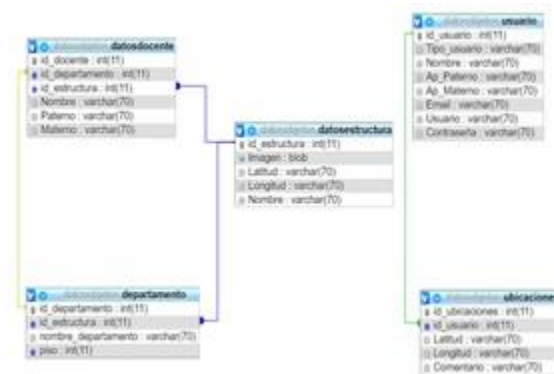 datosdocente
id_docente : int(11)
id_departamento : int(11)
id_estructura : int(11)
Nombre : varchar(70)
Paterno : varchar(70)
Materno : varchar(70)
datosestructura
id_estructura : int(11)
Imagen : blob
Latitud : varchar(70)
Longitud : varchar(70)
Nombre : varchar(70)
usuario
id_usuario : int(11)
Tipo_usuario : varchar(70)
Nombre : varchar(70)
Ap_Paterno : varchar(70)
Ap_Materno : varchar(70)
Email : varchar(70)
Usuario : varchar(70)
Contraseña : varchar(70)
departamento
id_departamento : int(11)
id_estructura : int(11)
nombre_departamento : varchar(70)
piso : int(11)
ubicacione
id_ubicaciones : int(11)
id_usuario : int(11)
Latitud : varchar(70)
Longitud : varchar(70)
Comentario : varchar(70)